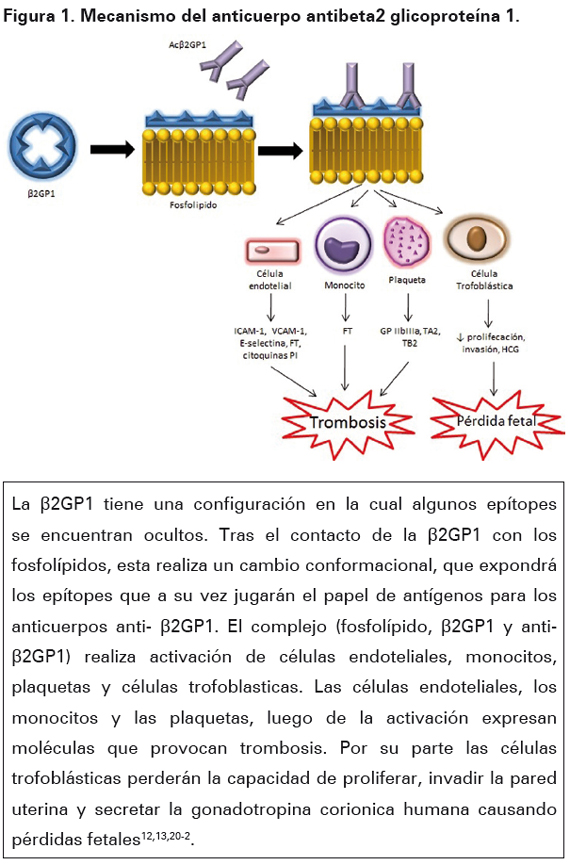 Figura 1. Mecanismo del anticuerpo antibeta2 glicoproteína 1.
Acβ2GP1
β2GP1
Fosfolipido
Célula
endotelial
Monocito
Plaqueta
Célula
Trofoblástica
ICAM-1, VCAM-1,
E-selectina, FT,
citoquinas PI
FT
GP IIbIIIa, TA2,
TB2
↓ prolifecación,
invasión, HCG
Trombosis
Pérdida fetal
La β2GP1 tiene una configuración en la cual algunos epítopes
se encuentran ocultos. Tras el contacto de la β2GP1 con los
fosfolípidos, esta realiza un cambio conformacional, que expondrá
los epítopes que a su vez jugarán el papel de antígenos para los
anticuerpos anti- β2GP1. El complejo (fosfolípido, β2GP1 y anti-
β2GP1) realiza activación de células endoteliales, monocitos,
plaquetas y células trofoblasticas. Las células endoteliales, los
monocitos y las plaquetas, luego de la activación expresan
moléculas que provocan trombosis. Por su parte las células
trofoblásticas perderán la capacidad de proliferar, invadir la pared
uterina y secretar la gonadotropina corionica humana causando
pérdidas fetales12,13,20-2.